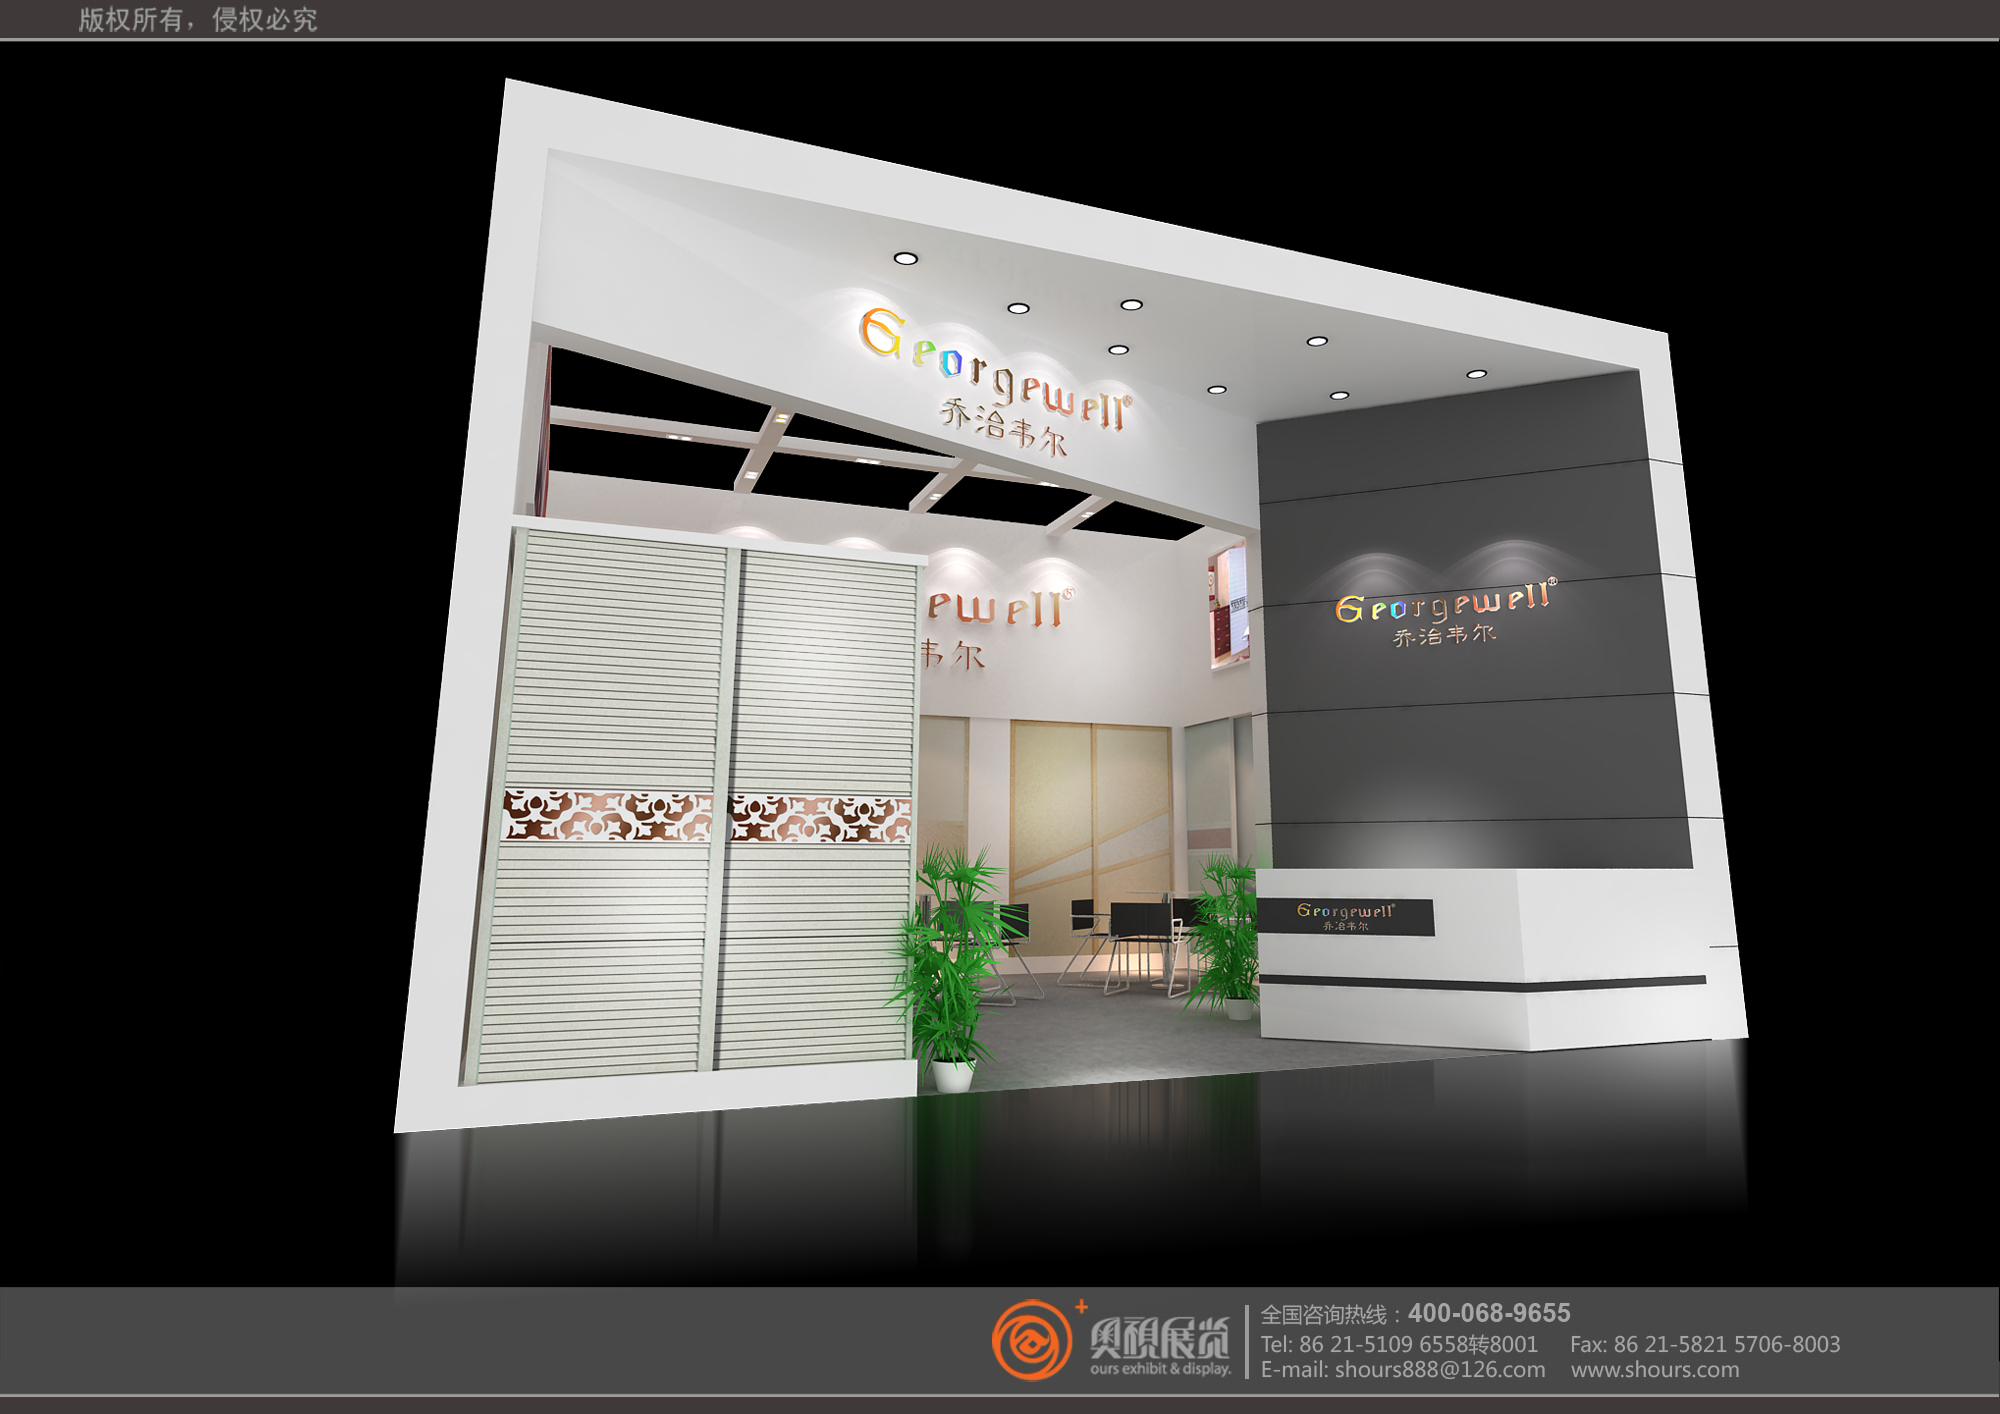 版权所有，侵权必究
Georgewell®
乔治韦尔
ewell®
韦尔
Georgewell®
乔治韦尔
Georgewell®
乔治韦尔
奥视展览
ours exhibit & display.
全国咨询热线：400-068-9655
Tel: 86 21-5109 6558转8001 Fax: 86 21-5821 5706-8003
E-mail: shours888@126.com www.shours.com